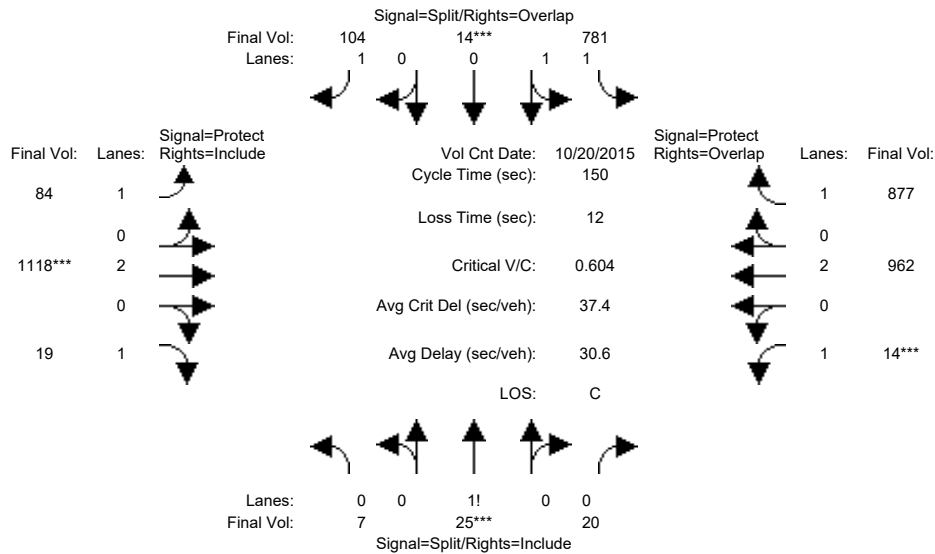 Signal=Split/Rights=Overlap
Final Vol: 104 14*** 781
Lanes: 1 0 0 1 1
Signal=Protect
Final Vol: Lanes: Rights=Include
Vol Cnt Date: 10/20/2015
Signal=Protect
Rights=Overlap Lanes: Final Vol:
Cycle Time (sec): 150
84 1
1 877
Loss Time (sec): 12
0
0
1118*** 2
Critical V/C: 0.604
2 962
0
Avg Crit Del (sec/veh): 37.4
0
19 1
Avg Delay (sec/veh): 30.6
1 14***
LOS: C
Lanes: 0 0 1! 0 0
Final Vol: 7 25*** 20
Signal=Split/Rights=Include